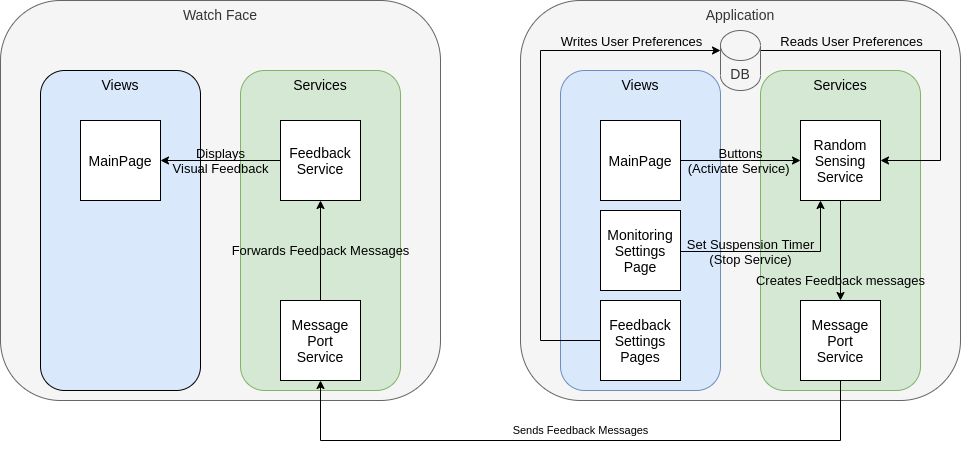 Watch Face
Views
Services
MainPage
Displays
Visual Feedback
Feedback
Service
Forwards Feedback Messages
Message
Port
Service
Application
Writes User Preferences
DB
Reads User Preferences
Views
Services
MainPage
Buttons
(Activate Service)
Random
Sensing
Service
Monitoring
Settings
Page
Set Suspension Timer
(Stop Service)
Creates Feedback messages
Feedback
Settings
Pages
Message
Port
Service
Sends Feedback Messages